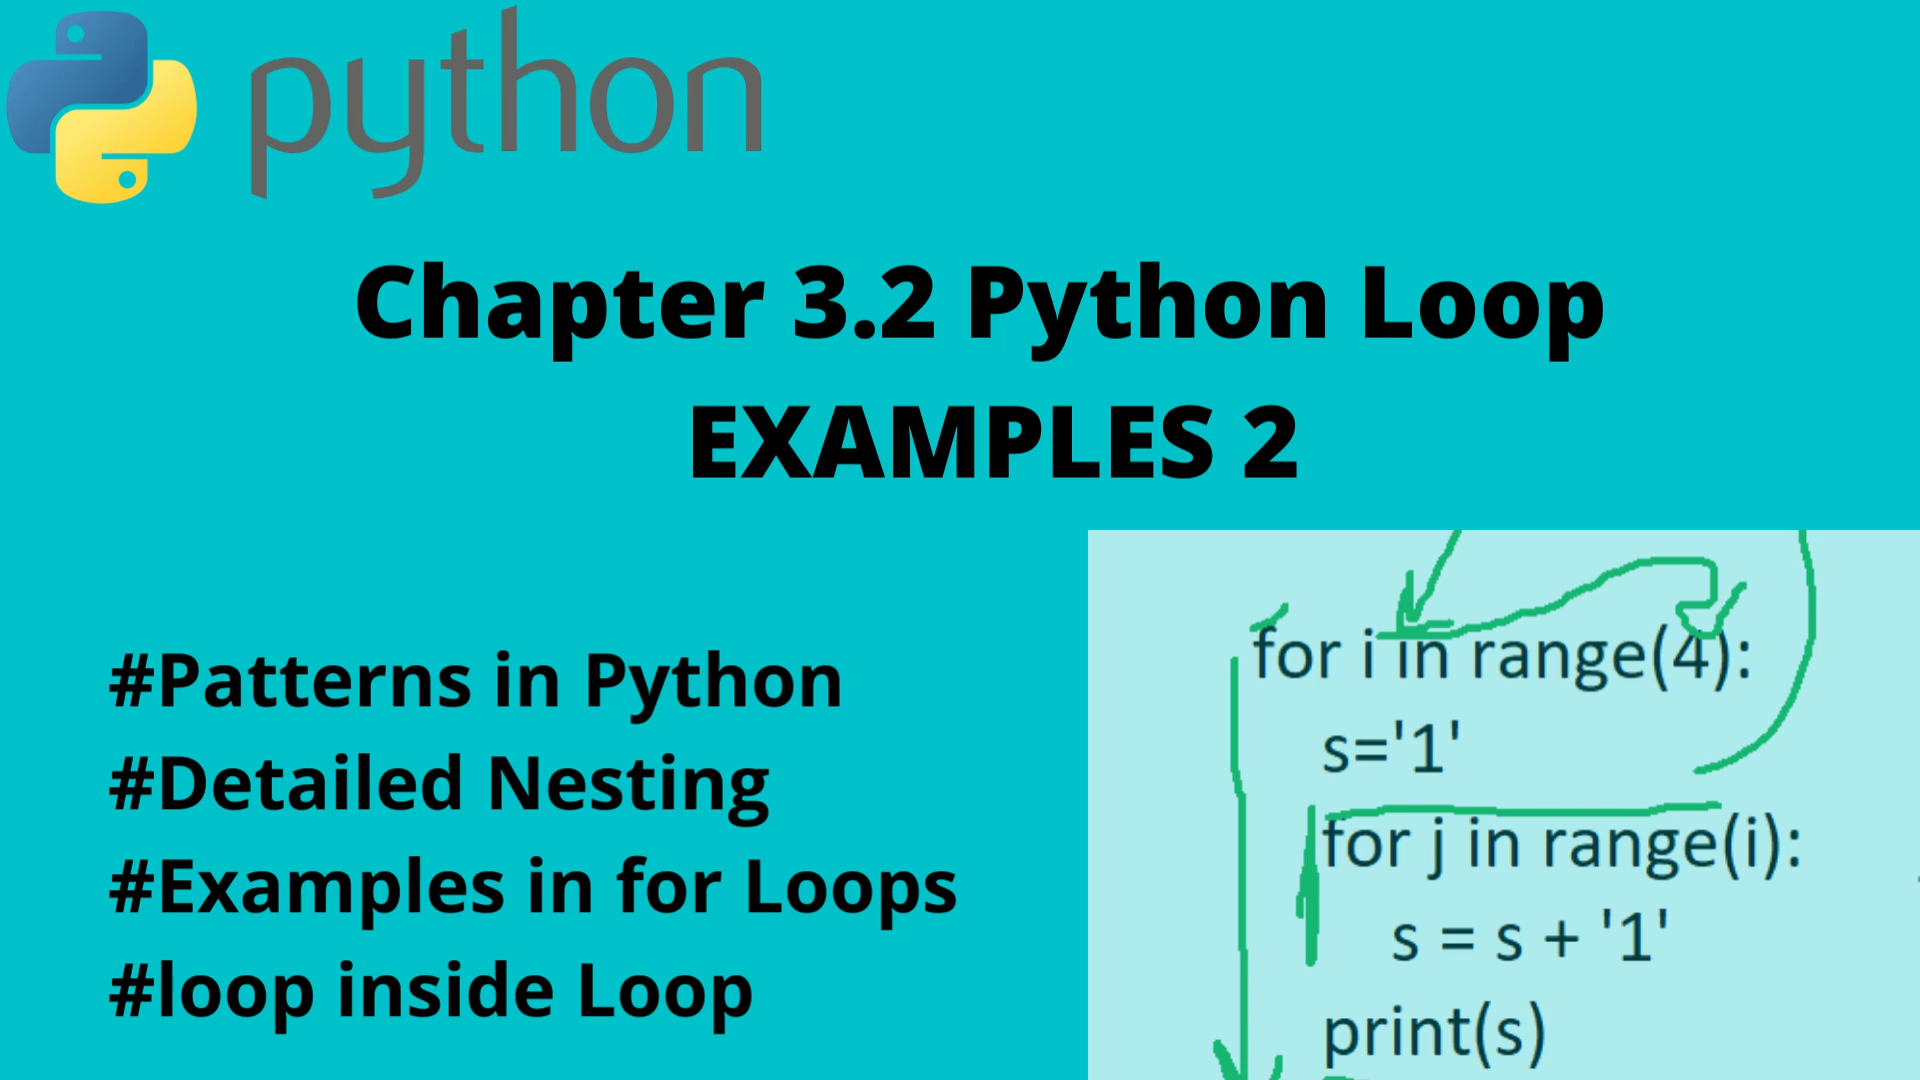 python
Chapter 3.2 Python Loop
EXAMPLES 2
#Patterns in Python
#Detailed Nesting
#Examples in for Loops
#loop inside Loop
for i in range(4):
s='1'
for j in range(i):
s = s + '1'
print(s)